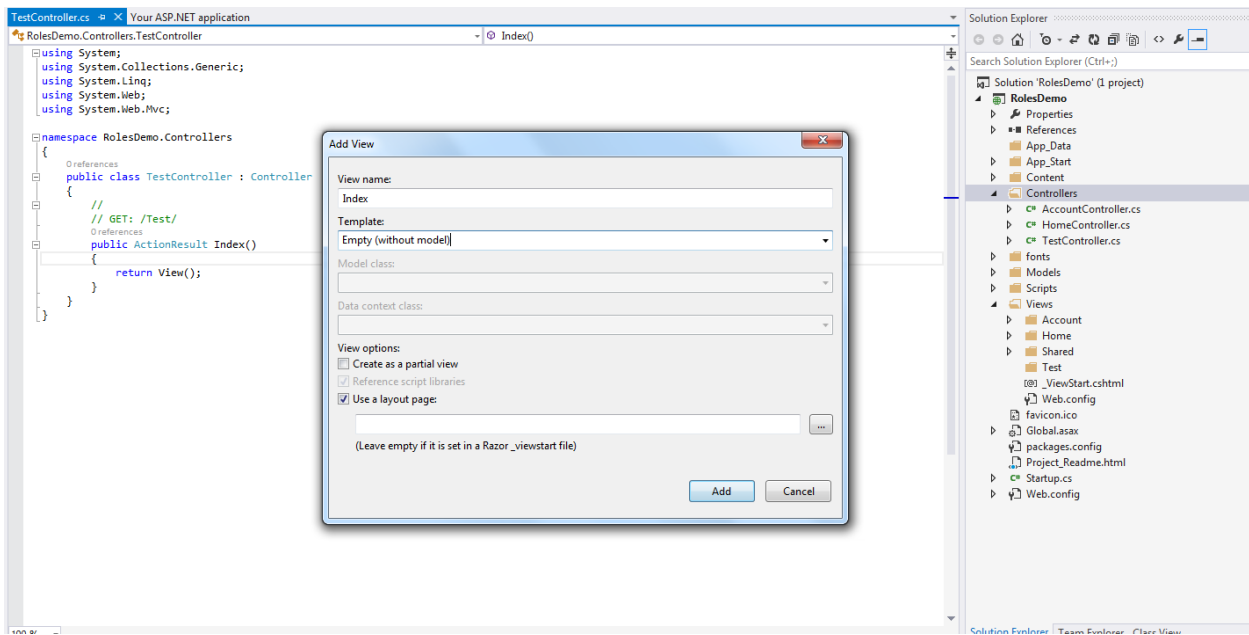 TestController.cs Your ASP.NET application
RolesDemo.Controllers.TestController Index()
using System;
using System.Collections.Generic;
using System.Linq;
using System.Web;
using System.Web.Mvc;
namespace RolesDemo.Controllers
{
0 references
public class TestController : Controller
{
//
// GET: /Test/
0 references
public ActionResult Index()
{
return View();
}
}
}
100 %
Add View
View name:
Index
Template:
Empty (without model)
Model class:
Data context class:
View options:
Create as a partial view
Reference script libraries
Use a layout page:
...
(Leave empty if it is set in a Razor _viewstart file)
Add Cancel
Solution Explorer
Search Solution Explorer (Ctrl+;)
Solution 'RolesDemo' (1 project)
RolesDemo
Properties
References
App_Data
App_Start
Content
Controllers
C# AccountController.cs
C# HomeController.cs
C# TestController.cs
fonts
Models
Scripts
Views
Account
Home
Shared
Test
[@] _ViewStart.cshtml
Web.config
favicon.ico
Global.asax
packages.config
Project_Readme.html
C# Startup.cs
Web.config
Solution Explorer Team Explorer Class View